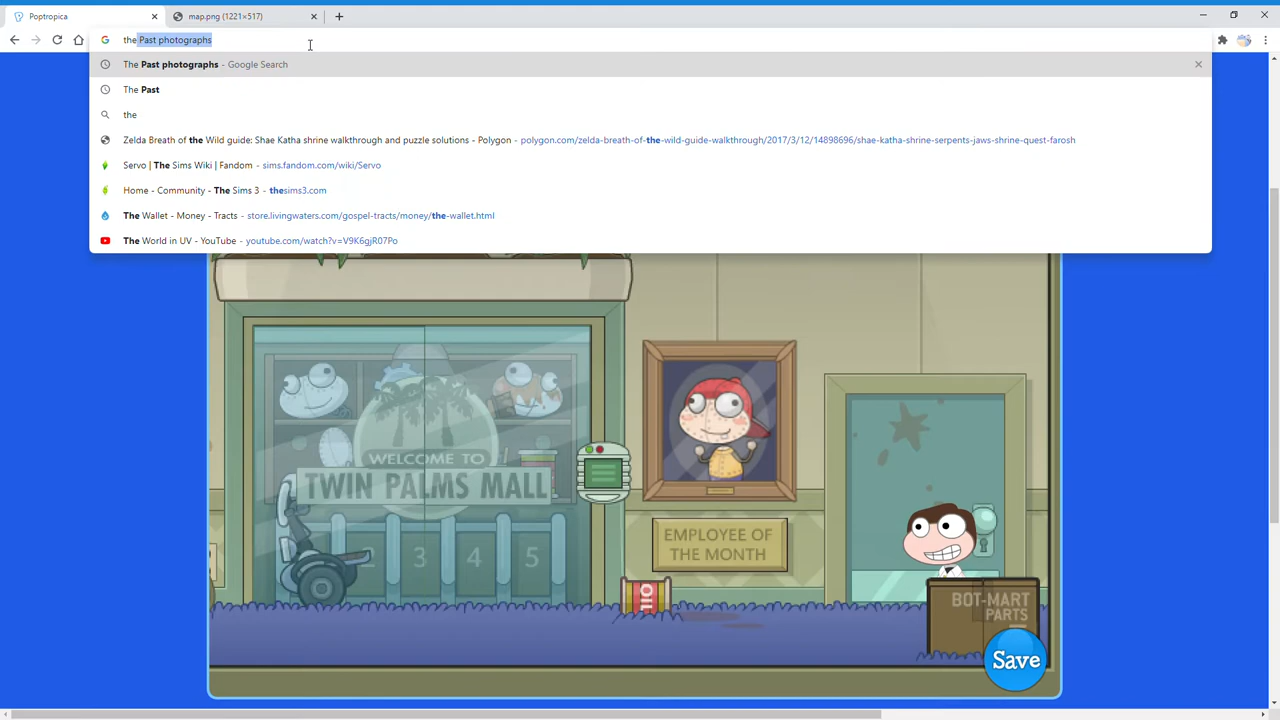 Poptropica
map.png (1221×517)
the Past photographs
The Past photographs - Google Search
The Past
the
Zelda Breath of the Wild guide: Shae Katha shrine walkthrough and puzzle solutions - Polygon - polygon.com/zelda-breath-of-the-wild-guide-walkthrough/2017/3/12/14898696/shae-katha-shrine-serpents-jaws-shrine-quest-farosh
Servo | The Sims Wiki | Fandom - sims.fandom.com/wiki/Servo
Home - Community - The Sims 3 - thesims3.com
The Wallet - Money - Tracts - store.livingwaters.com/gospel-tracts/money/the-wallet.html
The World in UV - YouTube - youtube.com/watch?v=V9K6gjR07Po
WELCOME TO
TWIN PALMS MALL
2 3 4 5
EMPLOYEE OF
THE MONTH
OIL
BOT-MART
PARTS
Save